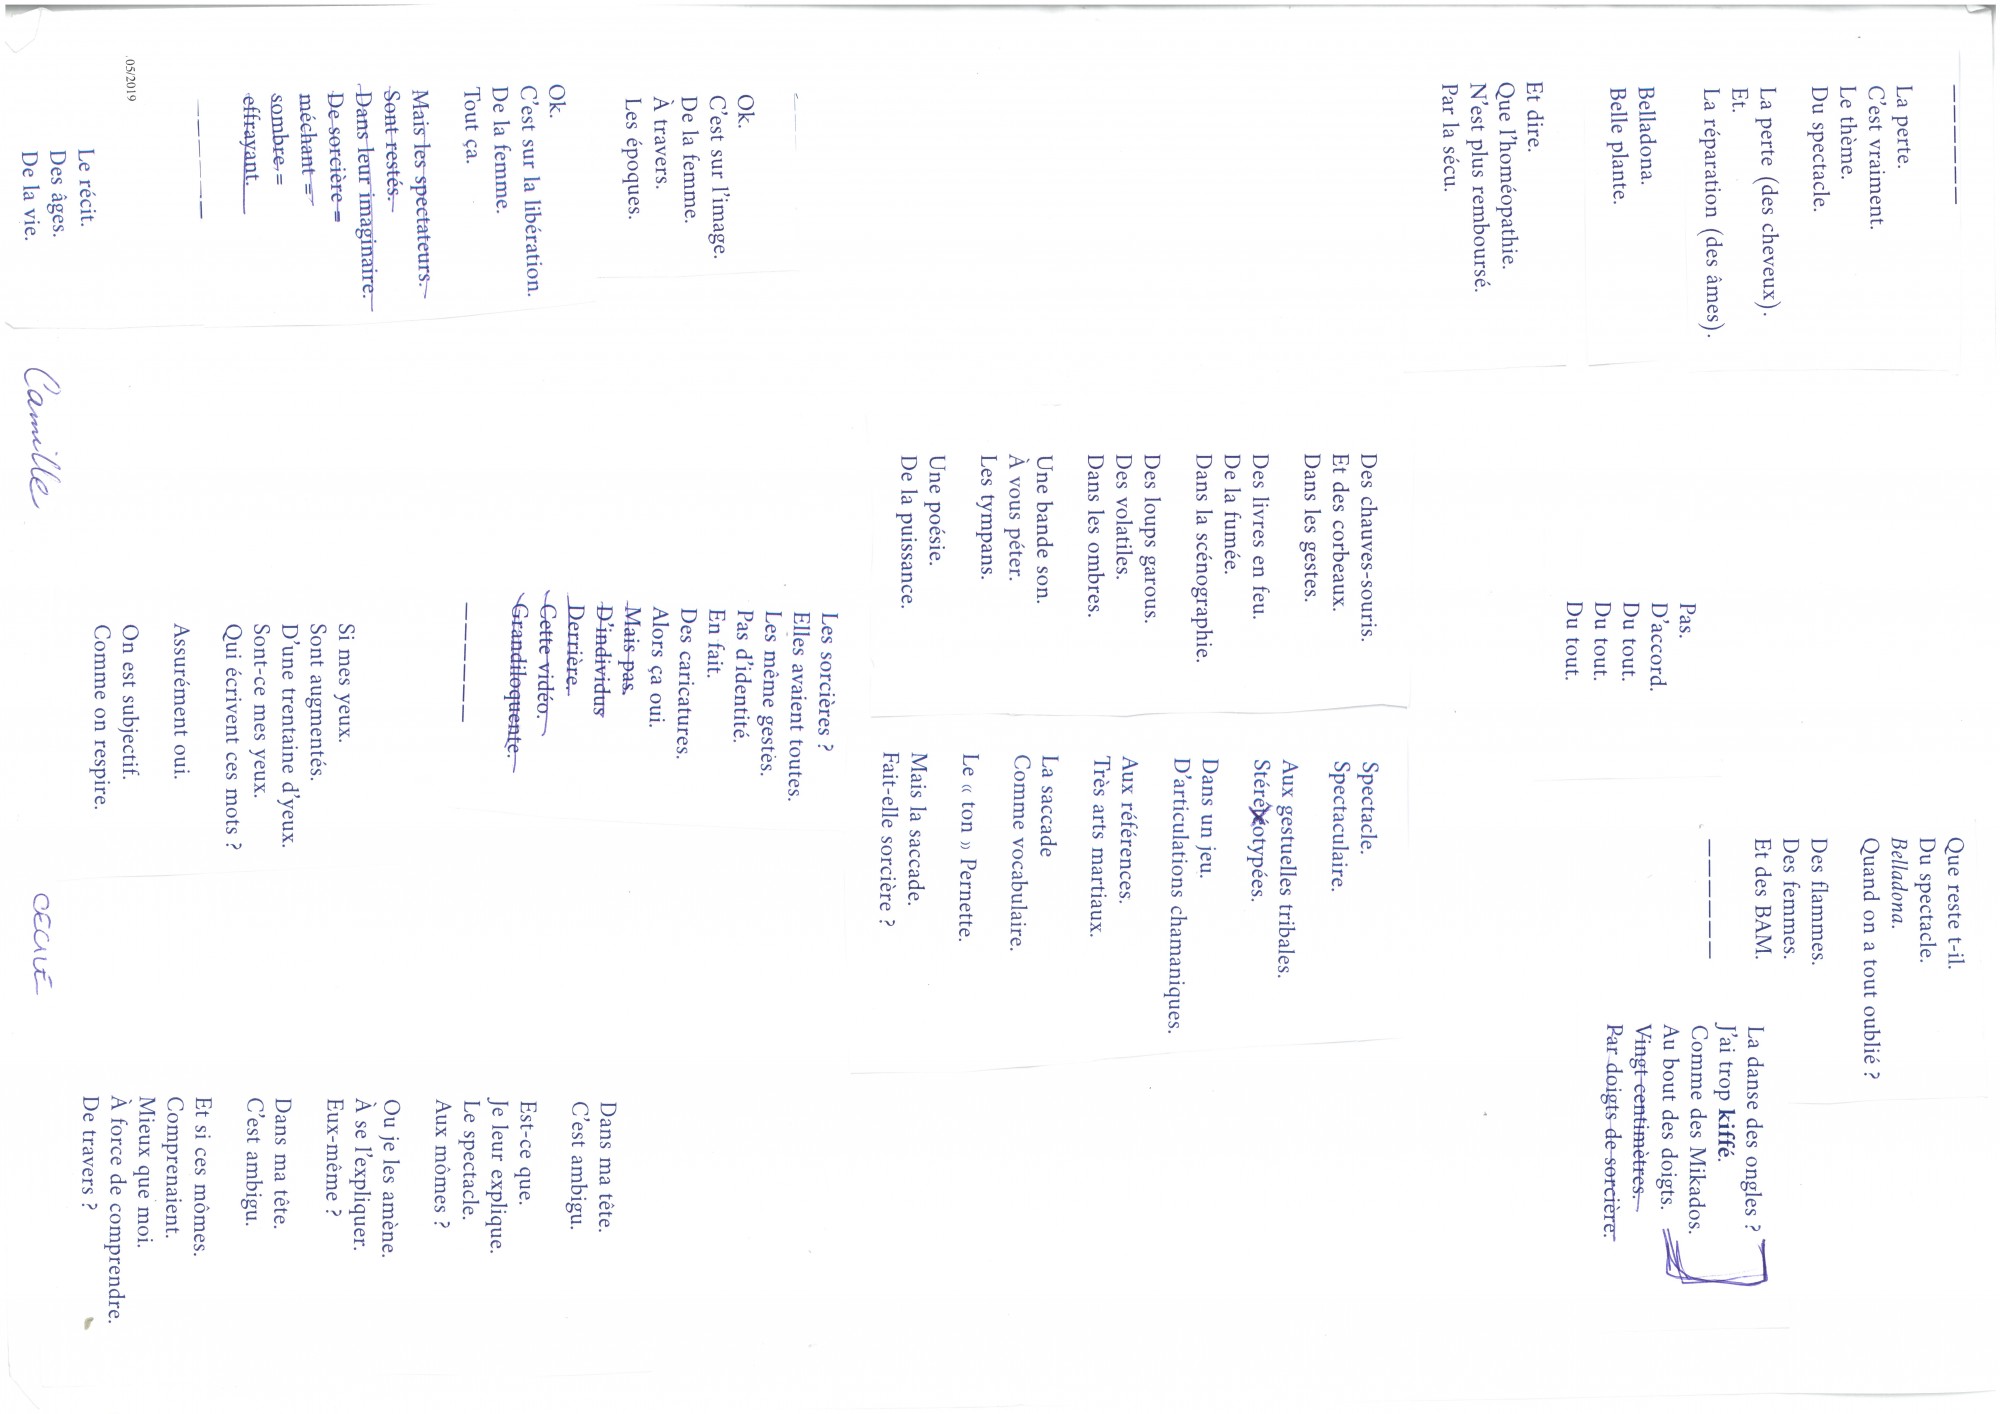 _ _ _ _ _ _
La perte.
C'est vraiment.
Le thème.
Du spectacle.
La perte (des cheveux).
Et.
La réparation (des âmes).
Belladona.
Belle plante.
Et dire.
Que l'homéopathie.
N'est plus remboursé.
Par la sécu.
Ok.
C'est sur l'image.
De la femme.
À travers.
Les époques.
Ok.
C'est sur la libération.
De la femme.
Tout ça.
Mais les spectateurs.
Sont restés.
Dans leur imaginaire.
De sorcière =
méchant =
sombre, =
effrayant.
_ _ _ _ _ _
.05/2019
Le récit.
Des âges.
De la vie.
Camille
Pas.
D'accord.
Du tout.
Du tout.
Du tout.
Des chauves-souris.
Et des corbeaux.
Dans les gestes.
Des livres en feu.
De la fumée.
Dans la scénographie.
Des loups garous.
Des volatiles.
Dans les ombres.
Une bande son.
À vous péter.
Les tympans.
Une poésie.
De la puissance.
Les sorcières ?
Elles avaient toutes.
Les même gestes.
Pas d'identité.
En fait.
Des caricatures.
Alors ça oui.
Mais pas.
D'individus
Derrière.
Cette vidéo.
Grandiloquente.
_ _ _ _ _ _
Si mes yeux.
Sont augmentés.
D'une trentaine d'yeux.
Sont-ce mes yeux.
Qui écrivent ces mots ?
Assurément oui.
On est subjectif.
Comme on respire.
CECILE
Que reste t-il.
Du spectacle.
Belladona.
Quand on a tout oublié ?
Des flammes.
Des femmes.
Et des BAM.
_ _ _ _ _ _
Spectacle.
Spectaculaire.
Aux gestuelles tribales.
Stéréotypées.
Dans un jeu.
D'articulations chamaniques.
Aux références.
Très arts martiaux.
La saccade
Comme vocabulaire.
Le « ton » Pernette.
Mais la saccade.
Fait-elle sorcière ?
La danse des ongles ?
J'ai trop kiffé.
Comme des Mikados.
Au bout des doigts.
Vingt centimètres.
Par doigts de sorcière.
Dans ma tête.
C'est ambigu.
Est-ce que.
Je leur explique.
Le spectacle.
Aux mômes ?
Ou je les amène.
À se l'expliquer.
Eux-même ?
Dans ma tête.
C'est ambigu.
Et si ces mômes.
Comprenaient.
Mieux que moi.
À force de comprendre.
De travers ?